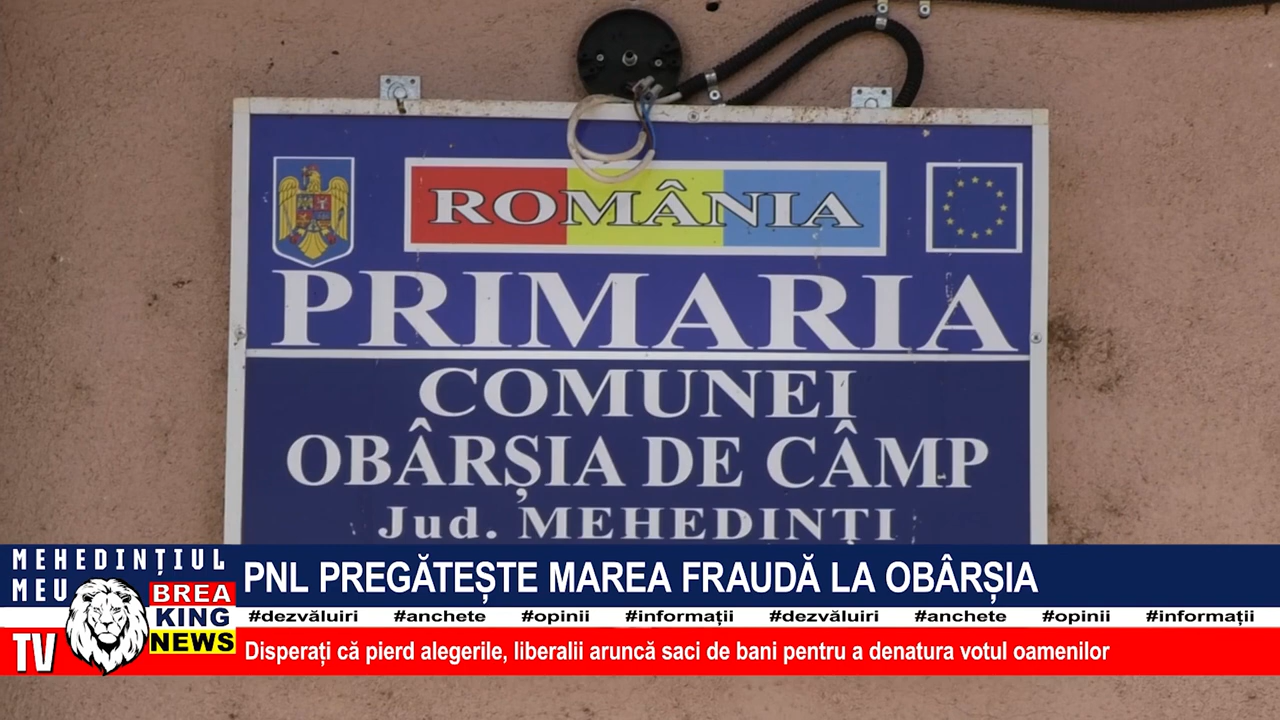 ROMÂNIA
PRIMARIA
COMUNEI
OBÂRȘIA DE CÂMP
Jud. MEHEDINȚI
MEHEDINȚIUL
MEU
TV
BREA
KING
NEWS
PNL PREGĂTEȘTE MAREA FRAUDĂ LA OBÂRȘIA
#dezvăluiri #anchete #opinii #informații #dezvăluiri #anchete #opinii #informații
Disperați că pierd alegerile, liberalii aruncă saci de bani pentru a denatura votul oamenilor